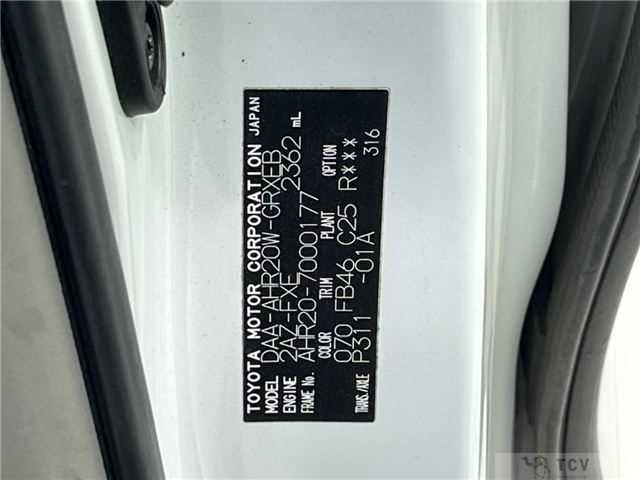 TOYOTA MOTOR CORPORATION JAPAN
MODEL DAA-AHR20W-GRXEB
ENGINE 2AZ-FXE 2362 mL
FRAME No. AHR20-7000177
COLOR TRIM PLANT OPTION
070 FB46 C25 R***
TRANS./AXLE P311 -01A 316
TCV